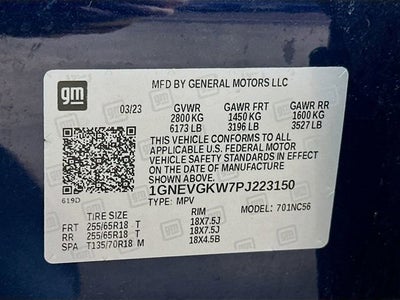 gm
MFD BY GENERAL MOTORS LLC
03/23 GVWR GAWR FRT GAWR RR
2800 KG 1450 KG 1600 KG
6173 LB 3196 LB 3527 LB
THIS VEHICLE CONFORMS TO ALL
APPLICABLE U.S. FEDERAL MOTOR
VEHICLE SAFETY STANDARDS IN
EFFECT ON THE DATE OF
MANUFACTURE SHOWN ABOVE.
619D 1GNEVGKW7PJ223150
TYPE: MPV MODEL: 701NC56
TIRE SIZE RIM
FRT 255/65R18 T 18X7.5J
RR 255/65R18 T 18X7.5J
SPA T135/70R18 M 18X4.5B